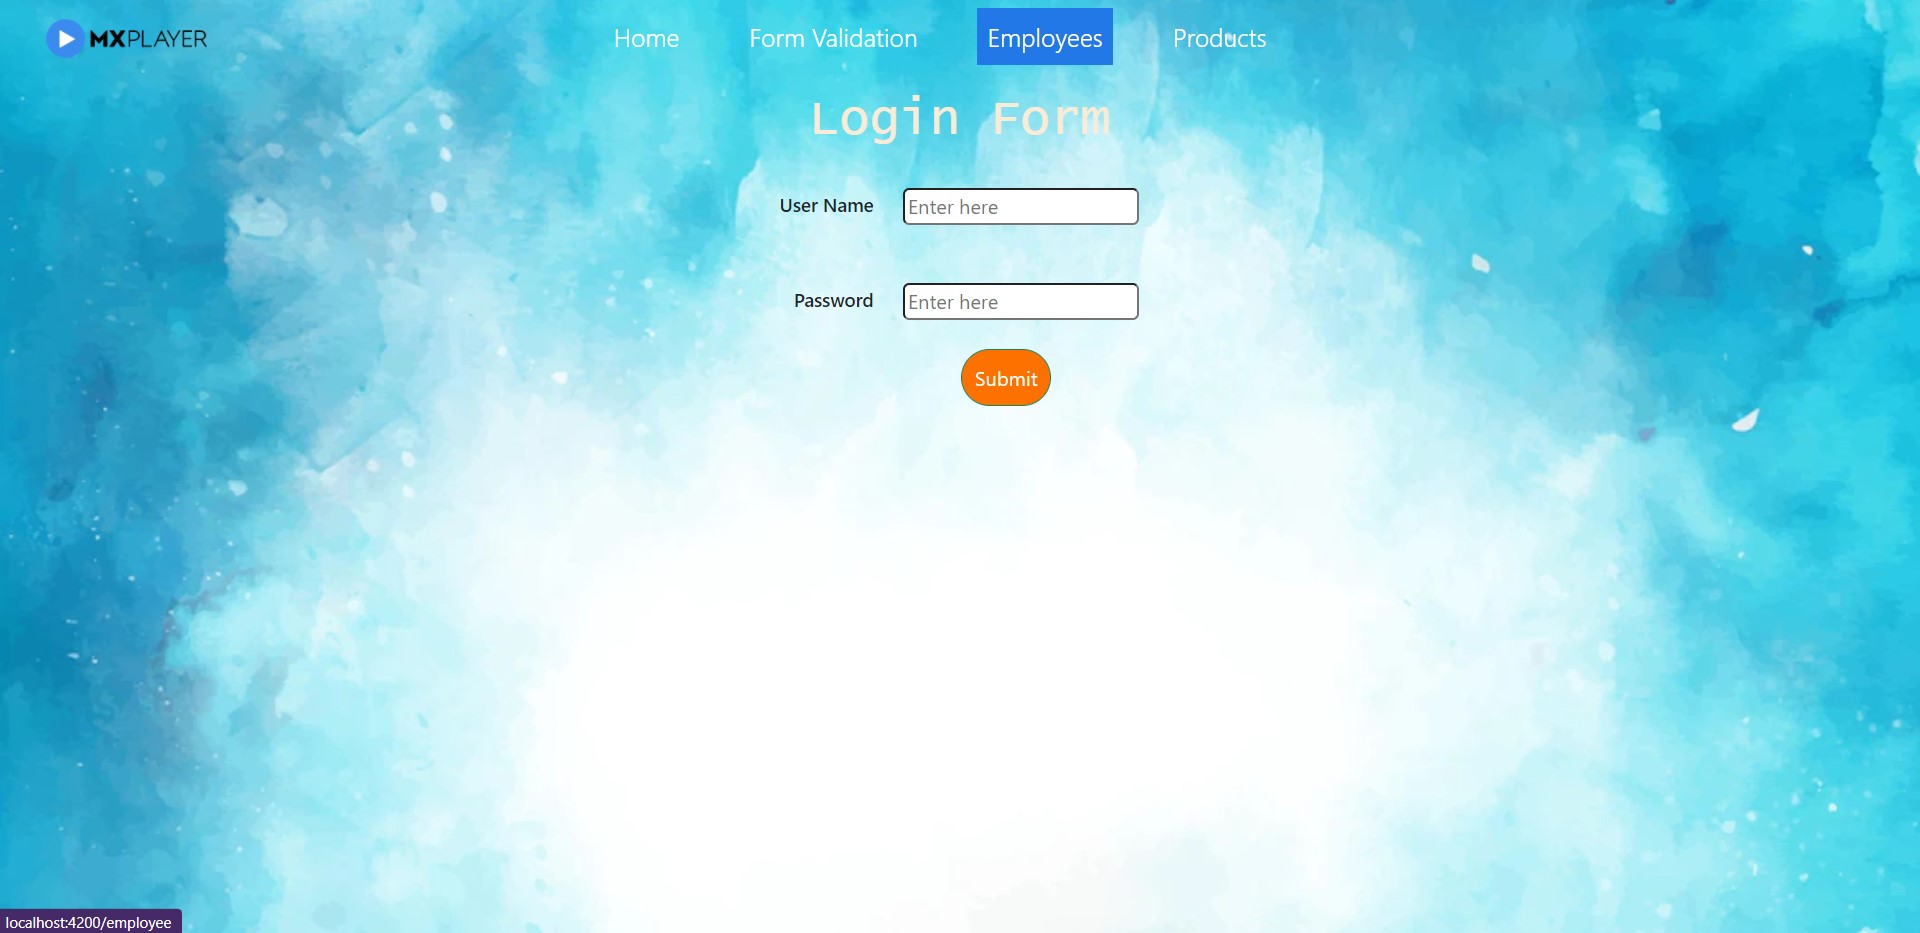 MXPLAYER
Home
Form Validation
Employees
Products
Login Form
User Name
Enter here
Password
Enter here
Submit
localhost:4200/employee